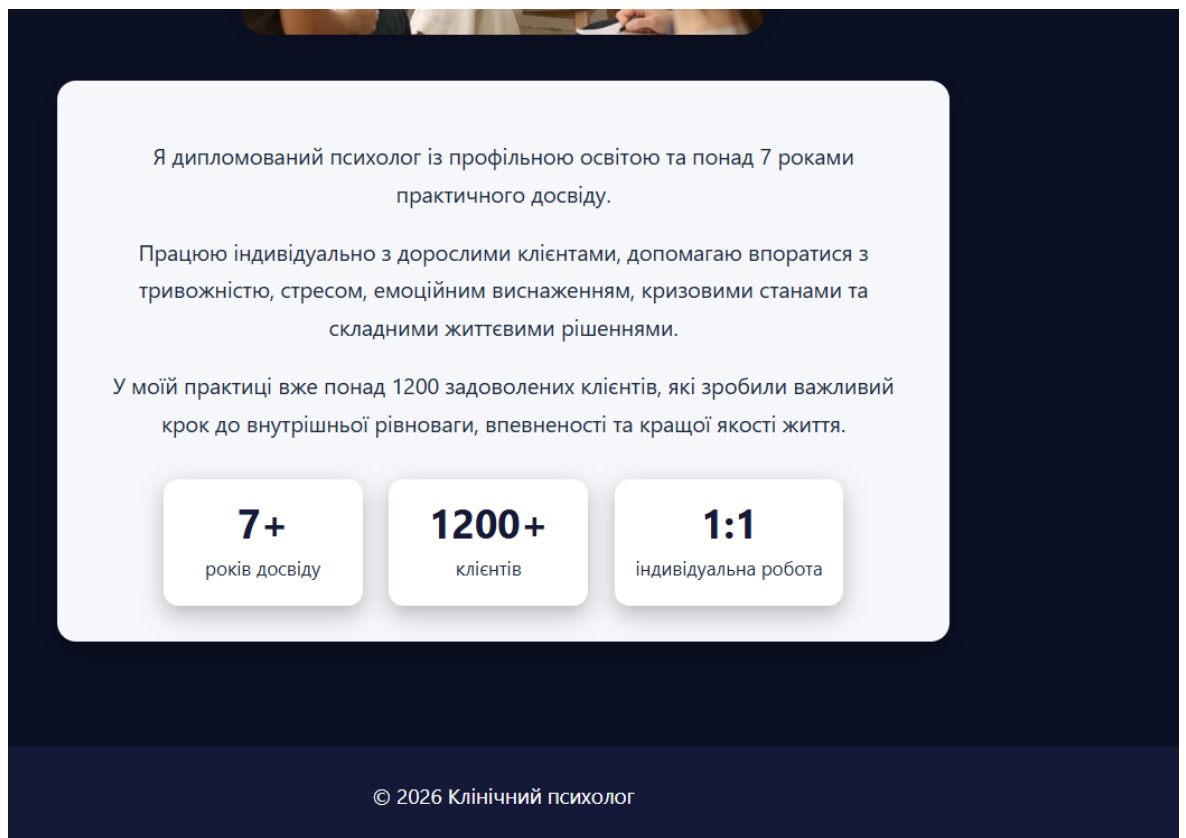 Я дипломований психолог із профільною освітою та понад 7 роками
практичного досвіду.
Працюю індивідуально з дорослими клієнтами, допомагаю впоратися з
тривожністю, стресом, емоційним виснаженням, кризовими станами та
складними життєвими рішеннями.
У моїй практиці вже понад 1200 задоволених клієнтів, які зробили важливий
крок до внутрішньої рівноваги, впевненості та кращої якості життя.
7+
років досвіду
1200+
клієнтів
1:1
індивідуальна робота
© 2026 Клінічний психолог